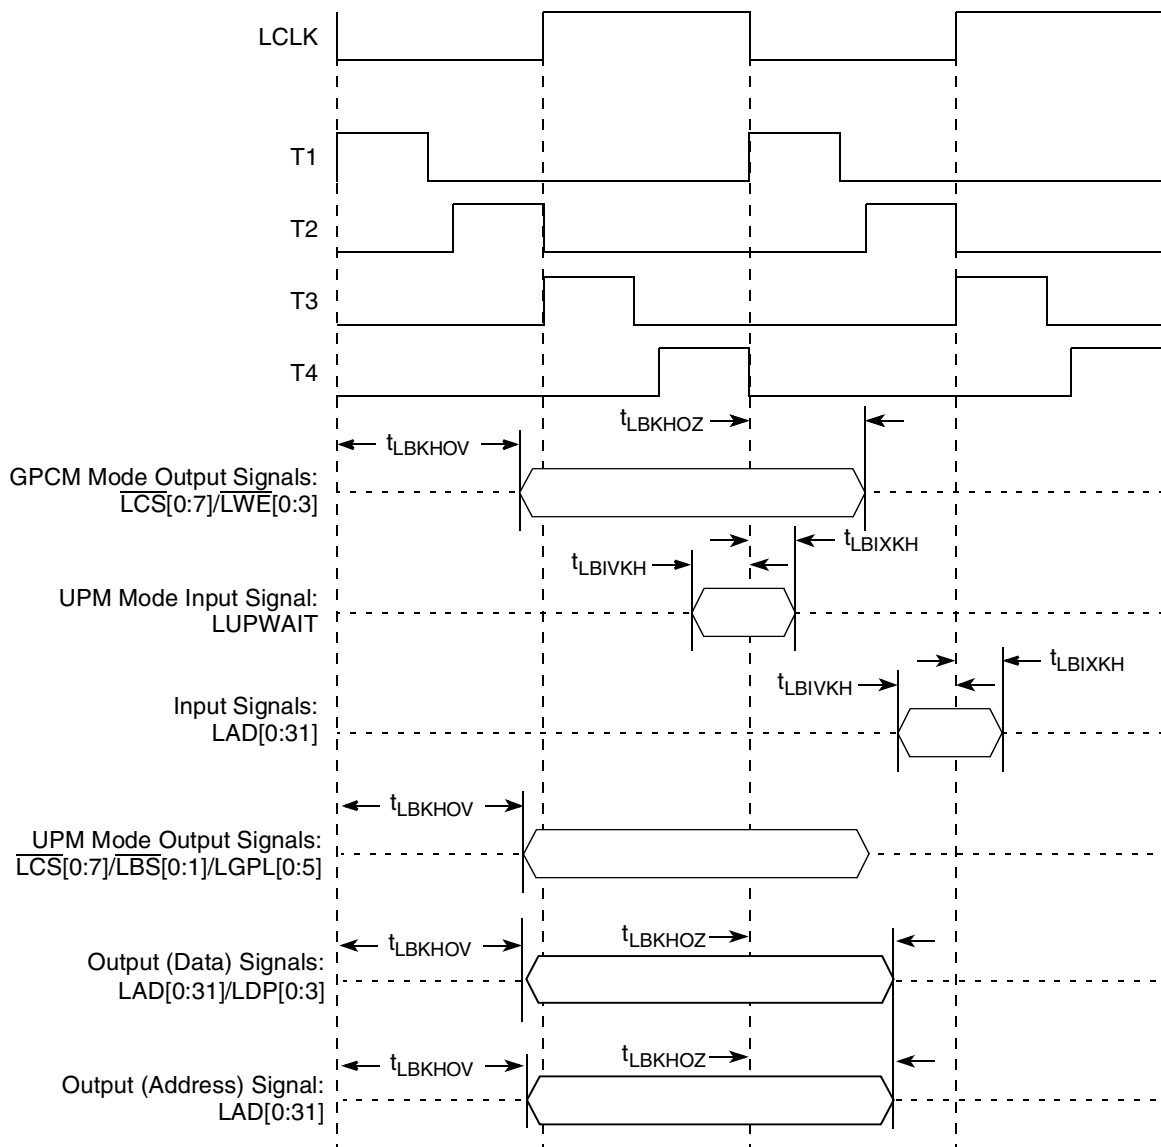 LCLK
T1
T2
T3
T4
tLBKHOZ
tLBKHOV
GPCM Mode Output Signals:
LCS[0:7]/LWE[0:3]
tLBIXKH
tLBIVKH
UPM Mode Input Signal:
LUPWAIT
tLBIXKH
tLBIVKH
Input Signals:
LAD[0:31]
tLBKHOV
UPM Mode Output Signals:
LCS[0:7]/LBS[0:1]/LGPL[0:5]
tLBKHOV
tLBKHOZ
Output (Data) Signals:
LAD[0:31]/LDP[0:3]
tLBKHOV
tLBKHOZ
Output (Address) Signal:
LAD[0:31]